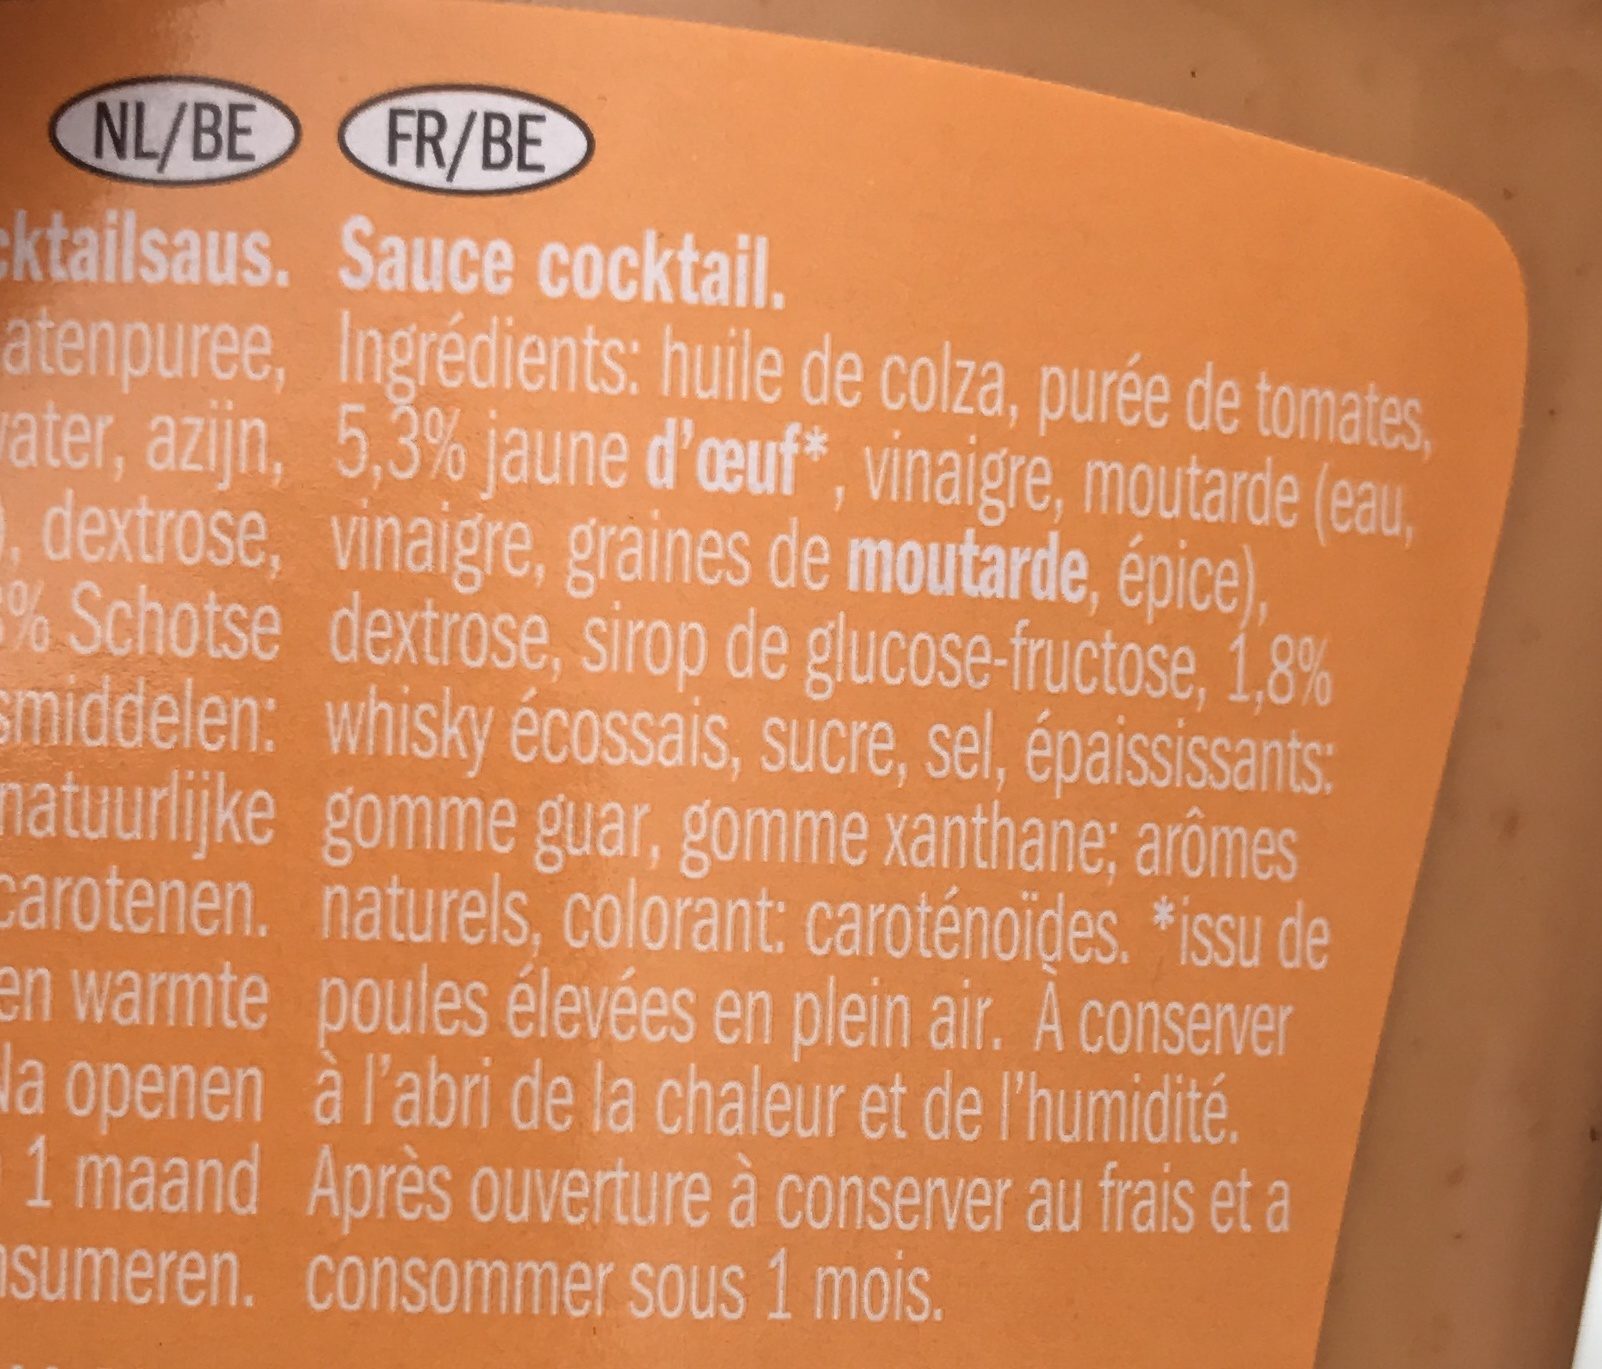 NL/BE
cktailsaus.
atenpuree,
water, azijn,
), dextrose,
% Schotse
smiddelen:
natuurlijke
carotenen.
en warmte
Na openen
1 maand
nsumeren.
FR/BE
Sauce cocktail.
Ingrédients: huile de colza, purée de tomates,
5,3% jaune d'œuf*, vinaigre, moutarde (eau,
vinaigre, graines de moutarde, épice),
dextrose, sirop de glucose-fructose, 1,8%
whisky écossais, sucre, sel, épaississants:
gomme guar, gomme xanthane; arômes
naturels, colorant: caroténoïdes. *issu de
poules élevées en plein air. À conserver
à l'abri de la chaleur et de l'humidité.
Après ouverture à conserver au frais et a
consommer sous 1 mois.